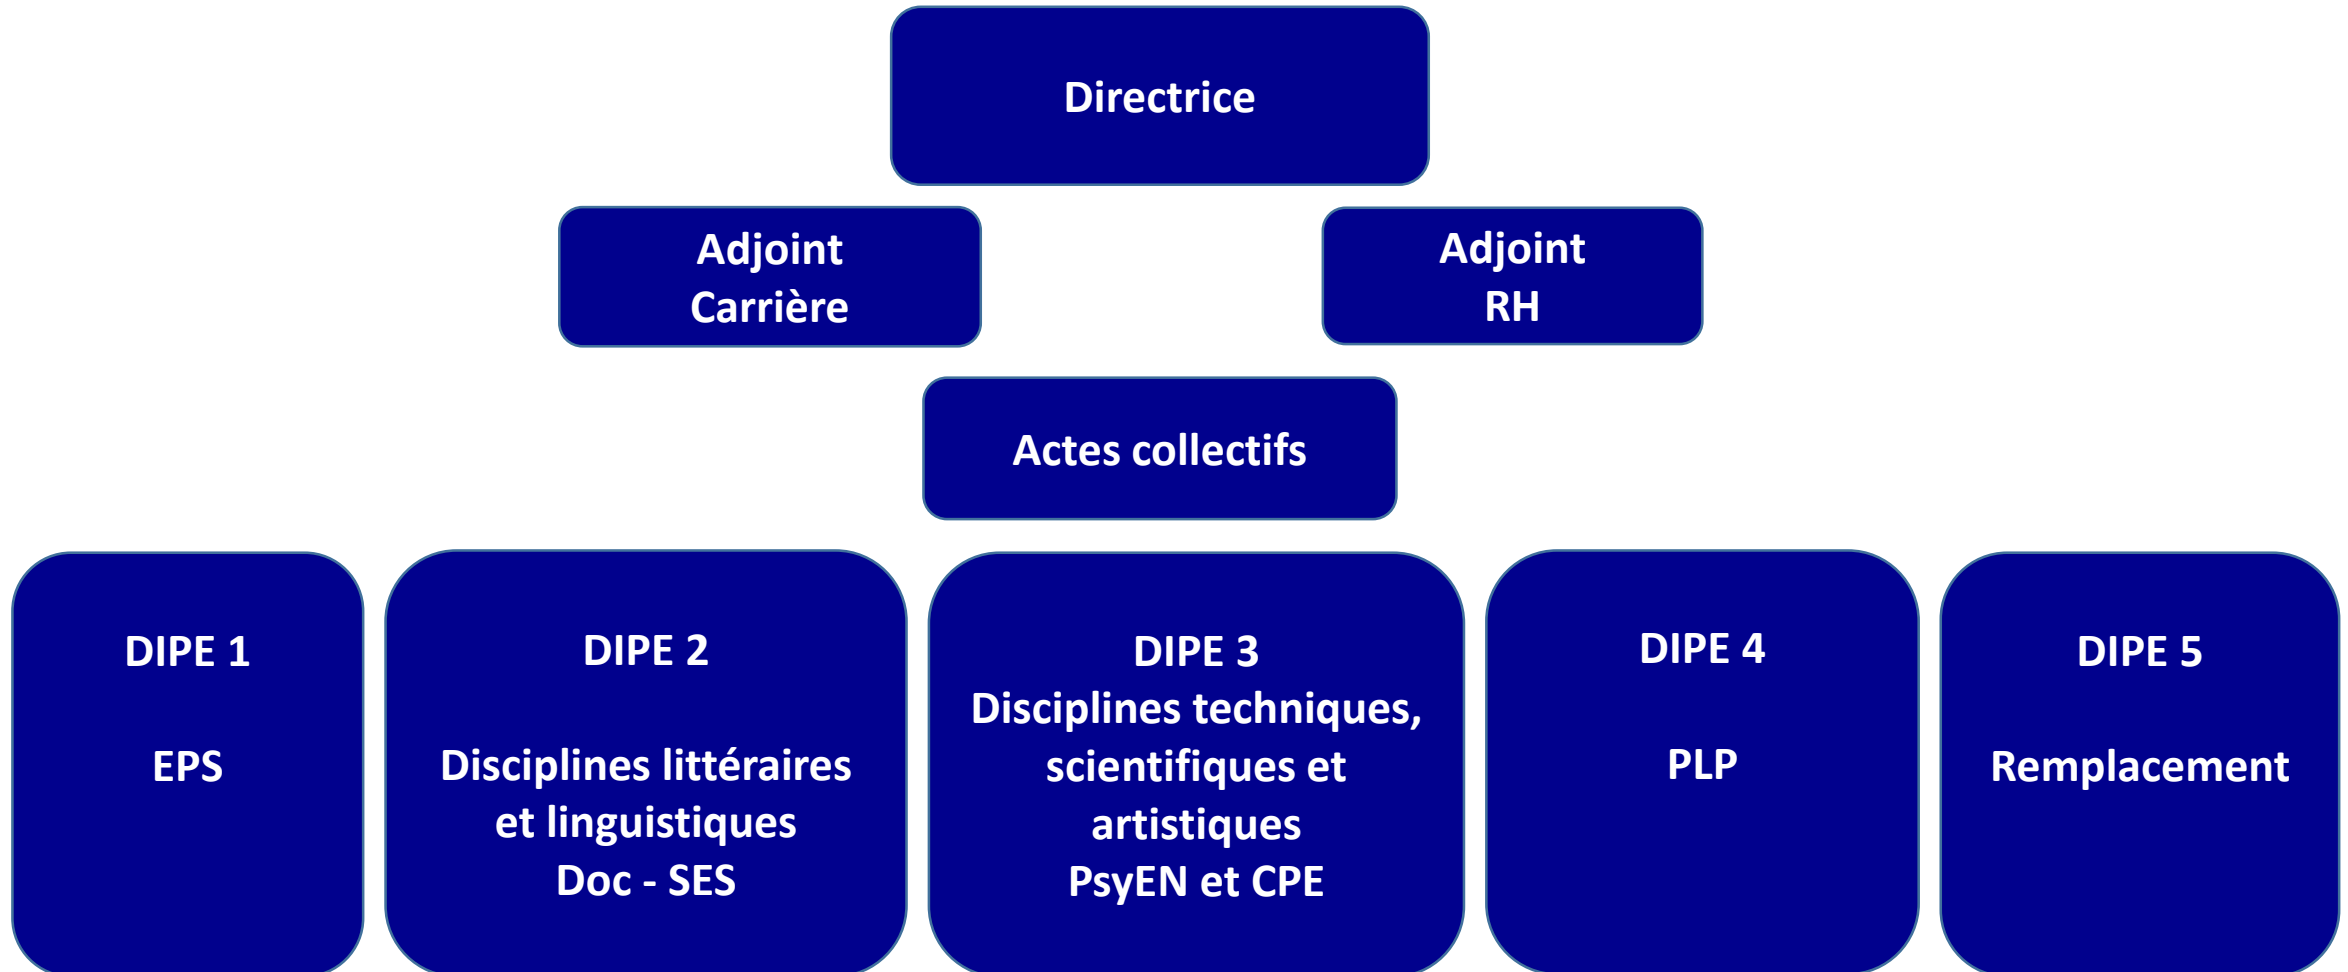 Directrice
Adjoint
Carrière
Adjoint
RH
Actes collectifs
DIPE 1
EPS
DIPE 2
Disciplines littéraires
et linguistiques
Doc - SES
DIPE 3
Disciplines techniques,
scientifiques et
artistiques
PsyEN et CPE
DIPE 4
PLP
DIPE 5
Remplacement